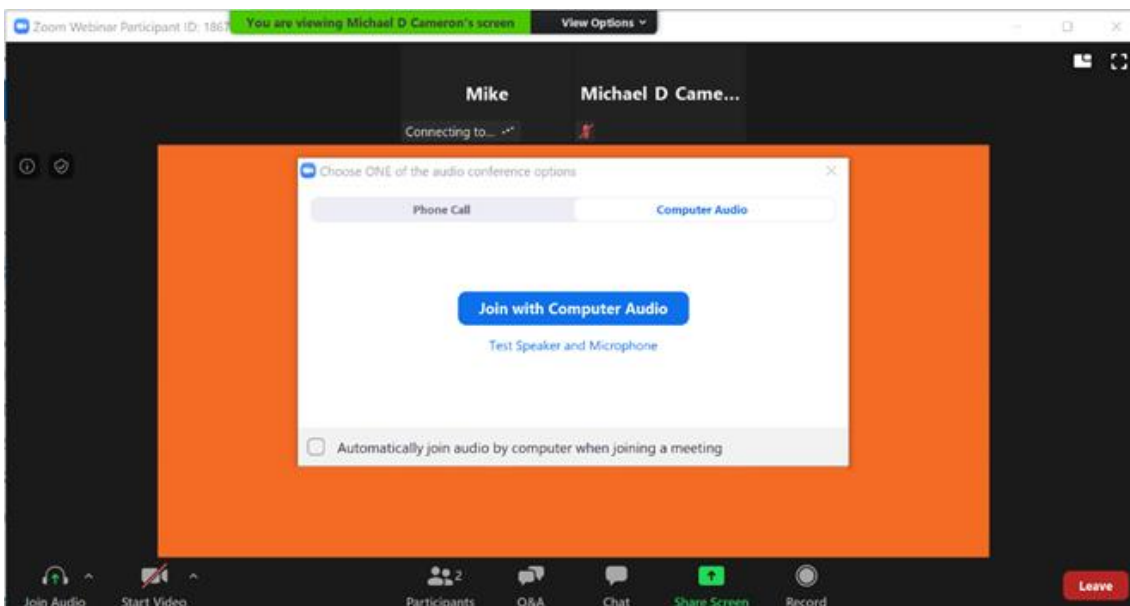 Zoom Webinar Participant ID: 1867
You are viewing Michael D Cameron's screen
View Options
Mike
Michael D Came...
Connecting to...
Choose ONE of the audio conference options
Phone Call
Computer Audio
Join with Computer Audio
Test Speaker and Microphone
Automatically join audio by computer when joining a meeting
2
Join Audio
Start Video
Participants
Q&A
Chat
Share Screen
Record
Leave